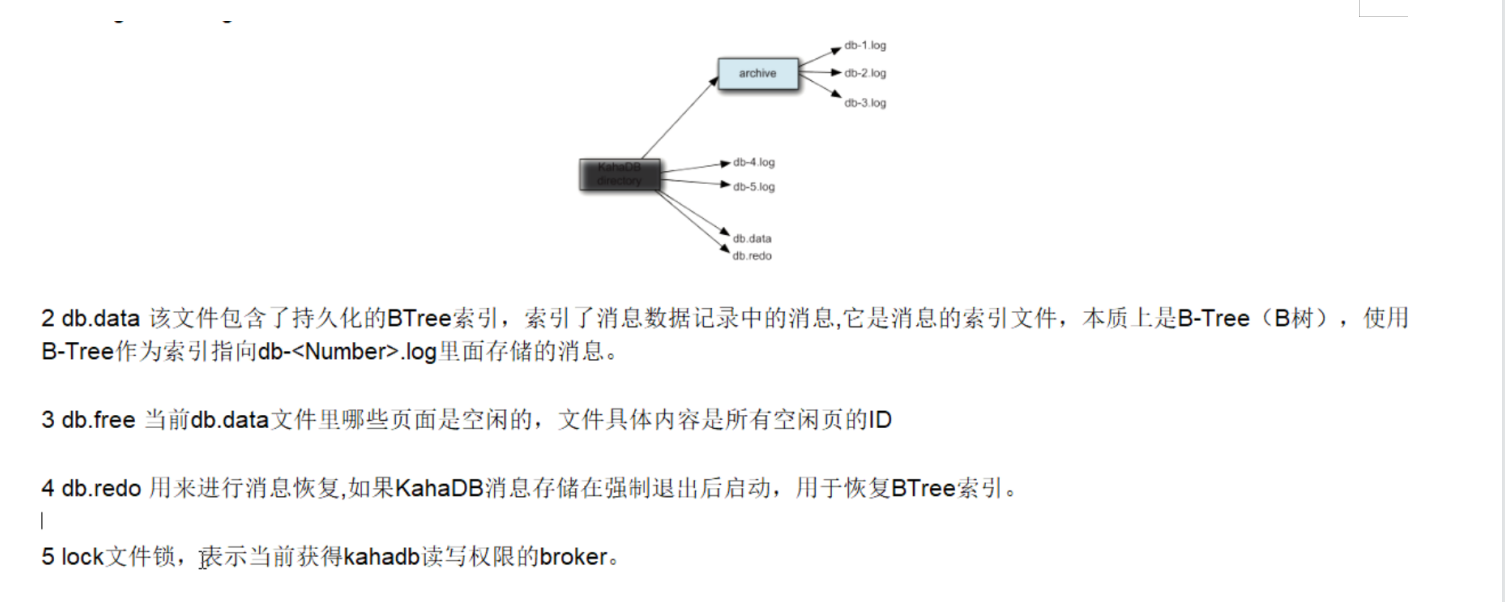 db-1.log
archive
db-2.log
db-3.log
KahaDB
directory
db-4.log
db-5.log
db.data
db.redo
2 db.data 该文件包含了持久化的BTree索引，索引了消息数据记录中的消息,它是消息的索引文件，本质上是B-Tree（B树），使用
B-Tree作为索引指向db-<Number>.log里面存储的消息。
3 db.free 当前db.data文件里哪些页面是空闲的，文件具体内容是所有空闲页的ID
4 db.redo 用来进行消息恢复,如果KahaDB消息存储在强制退出后启动，用于恢复BTree索引。
5 lock文件锁，表示当前获得kahadb读写权限的broker。